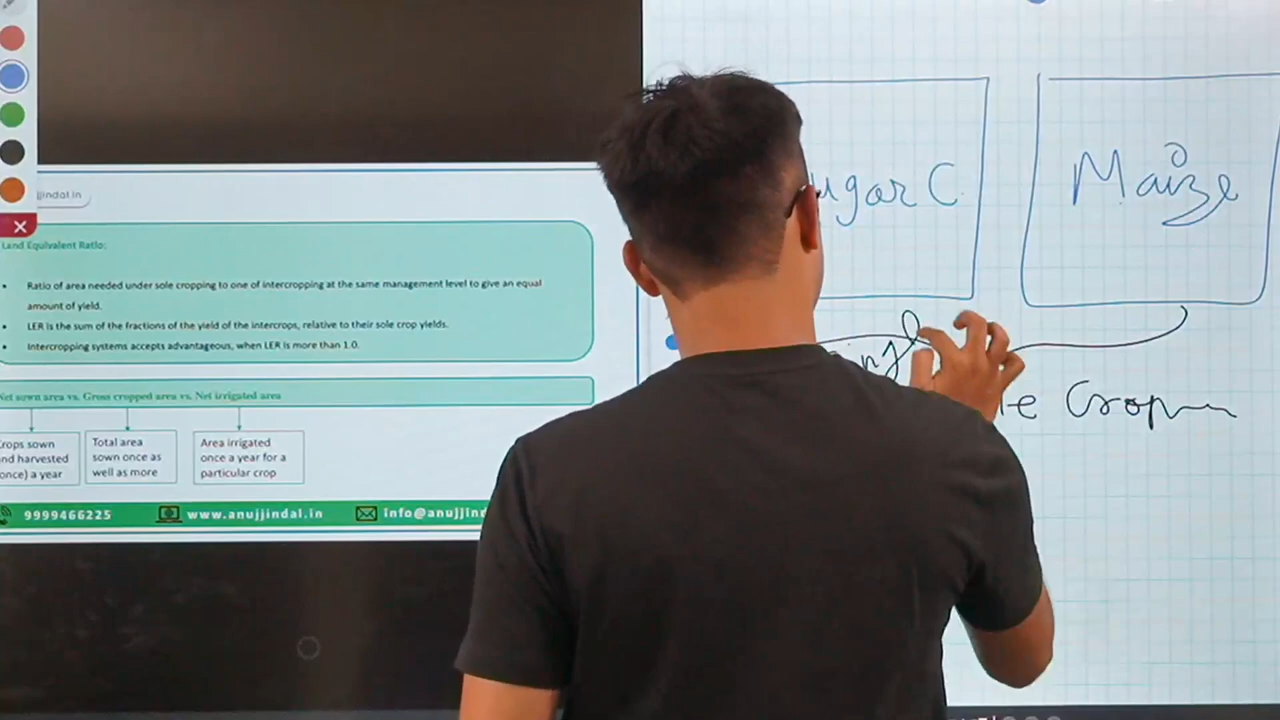 jjindal.in
Land Equivalent Ratio:
Ratio of area needed under sole cropping to one of intercropping at the same management level to give an equal
amount of yield.
LER is the sum of the fractions of the yield of the intercrops, relative to their sole crop yields.
Intercropping systems accepts advantageous, when LER is more than 1.0.
Net sown area vs. Gross cropped area vs. Net irrigated area
Crops sown
and harvested
(once) a year
Total area
sown once as
well as more
Area irrigated
once a year for a
particular crop
9999466225
www.anujjindal.in
info@anujjind
ugar C
Maize